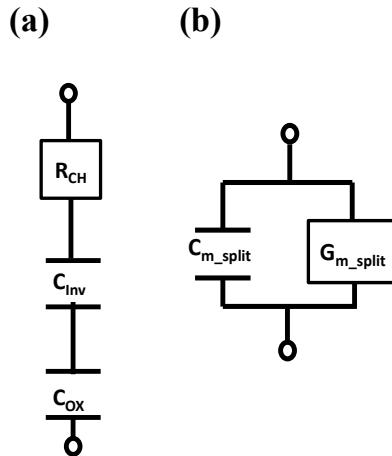 (a)
(b)
R_CH
C_Inv
C_OX
C_m_split
G_m_split